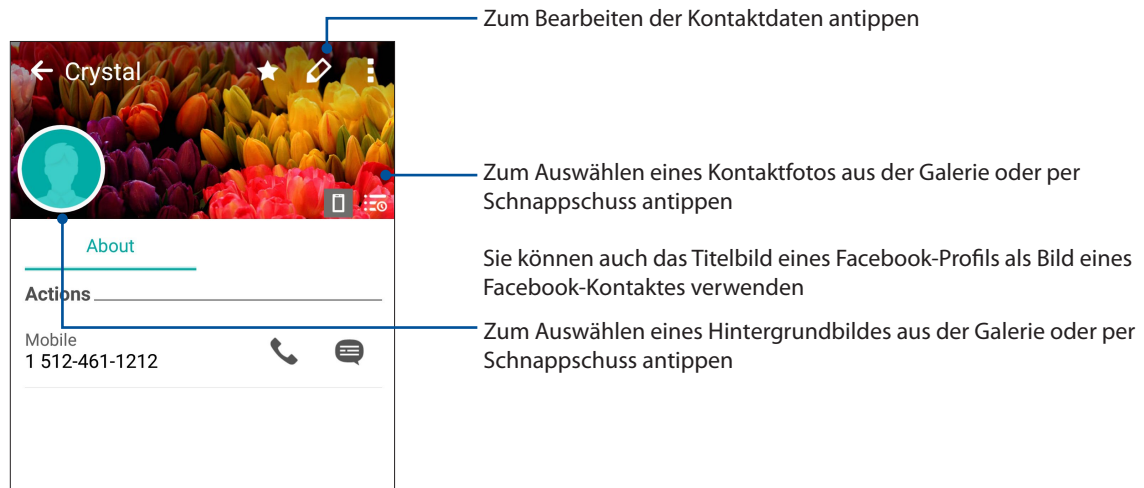 Zum Bearbeiten der Kontaktdaten antippen
Crystal
Zum Auswählen eines Kontaktfotos aus der Galerie oder per
Schnappschuss antippen
Sie können auch das Titelbild eines Facebook-Profils als Bild eines
Facebook-Kontaktes verwenden
Zum Auswählen eines Hintergrundbildes aus der Galerie oder per
Schnappschuss antippen
About
Actions
Mobile
1 512-461-1212